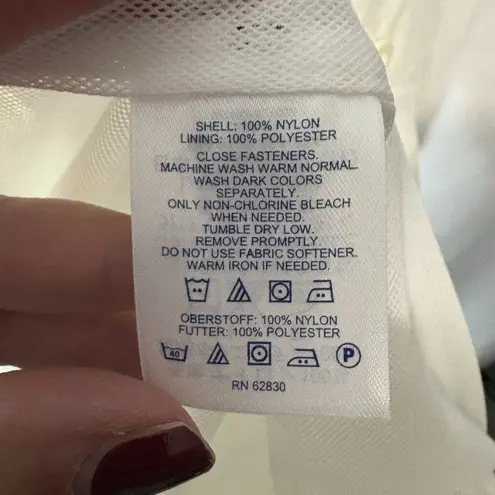 SHELL: 100% NYLON
LINING: 100% POLYESTER
CLOSE FASTENERS.
MACHINE WASH WARM NORMAL.
WASH DARK COLORS
SEPARATELY.
ONLY NON-CHLORINE BLEACH
WHEN NEEDED.
TUMBLE DRY LOW.
REMOVE PROMPTLY.
DO NOT USE FABRIC SOFTENER.
WARM IRON IF NEEDED.
OBERSTOFF: 100% NYLON
FUTTER: 100% POLYESTER
40 P
RN 62830